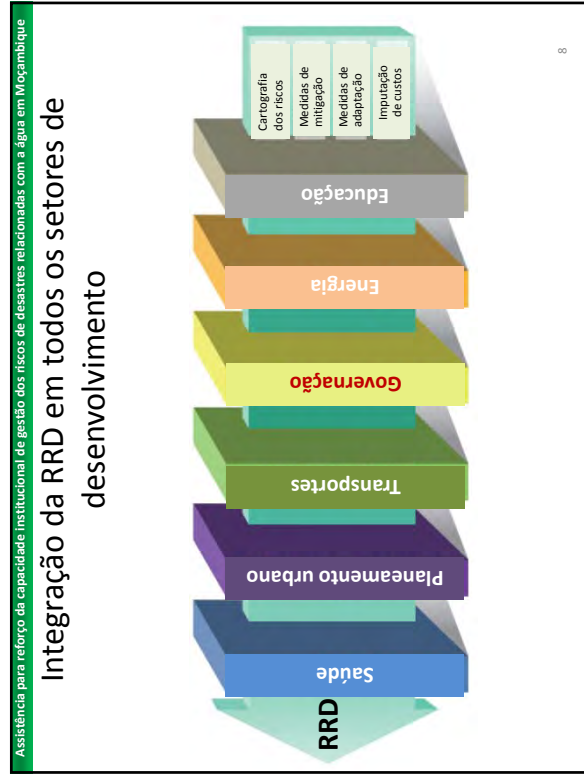 Assistência para reforço da capacidade institucional de gestão dos riscos de desastres relacionadas com a água em Moçambique
Integração da RRD em todos os setores de
desenvolvimento
RRD
Saúde
Planeamento urbano
Transportes
Governação
Energia
Educação
Cartografia
dos riscos
Medidas de
mitigação
Medidas de
adaptação
Imputação
de custos
8